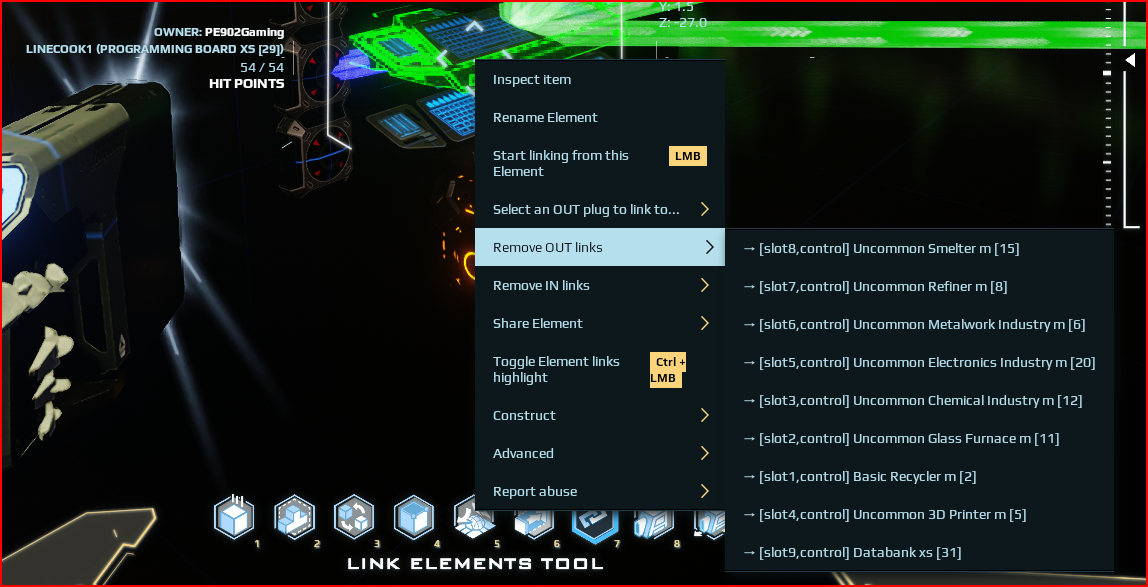 Y: 1.5
Z: -27.0
OWNER: PE902Gaming
LINECOOK1 (PROGRAMMING BOARD XS [29])
54 / 54
HIT POINTS
Inspect Item
Rename Element
Start linking from this
Element
LMB
Select an OUT plug to link to...
Remove OUT links
Remove IN links
Share Element
Toggle Element links
highlight
Ctrl +
LMB
Construct
Advanced
Report abuse
→ [slot8,control] Uncommon Smelter m [15]
→ [slot7,control] Uncommon Refiner m [8]
→ [slot6,control] Uncommon Metalwork Industry m [6]
→ [slot5,control] Uncommon Electronics Industry m [20]
→ [slot3,control] Uncommon Chemical Industry m [12]
→ [slot2,control] Uncommon Glass Furnace m [11]
→ [slot1,control] Basic Recycler m [2]
→ [slot4,control] Uncommon 3D Printer m [5]
→ [slot9,control] Databank xs [31]
1 2 3 4 5 6 7 8
LINK ELEMENTS TOOL